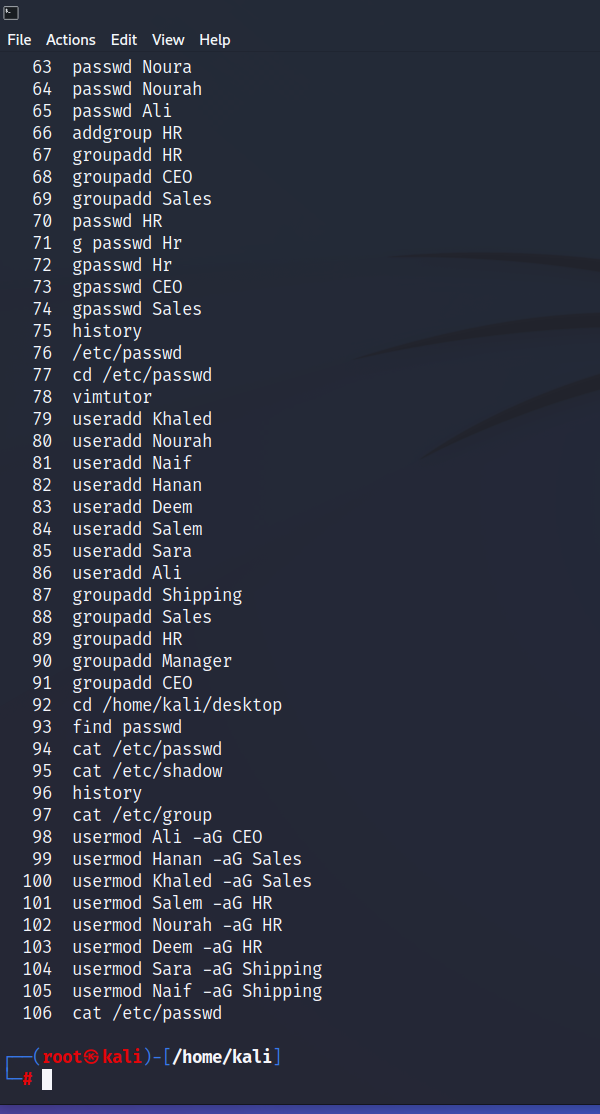 File Actions Edit View Help
63 passwd Noura
64 passwd Nourah
65 passwd Ali
66 addgroup HR
67 groupadd HR
68 groupadd CEO
69 groupadd Sales
70 passwd HR
71 g passwd Hr
72 gpasswd Hr
73 gpasswd CEO
74 gpasswd Sales
75 history
76 /etc/passwd
77 cd /etc/passwd
78 vimtutor
79 useradd Khaled
80 useradd Nourah
81 useradd Naif
82 useradd Hanan
83 useradd Deem
84 useradd Salem
85 useradd Sara
86 useradd Ali
87 groupadd Shipping
88 groupadd Sales
89 groupadd HR
90 groupadd Manager
91 groupadd CEO
92 cd /home/kali/desktop
93 find passwd
94 cat /etc/passwd
95 cat /etc/shadow
96 history
97 cat /etc/group
98 usermod Ali -aG CEO
99 usermod Hanan -aG Sales
100 usermod Khaled -aG Sales
101 usermod Salem -aG HR
102 usermod Nourah -aG HR
103 usermod Deem -aG HR
104 usermod Sara -aG Shipping
105 usermod Naif -aG Shipping
106 cat /etc/passwd
┌──(root㉿kali)-[/home/kali]
└─#